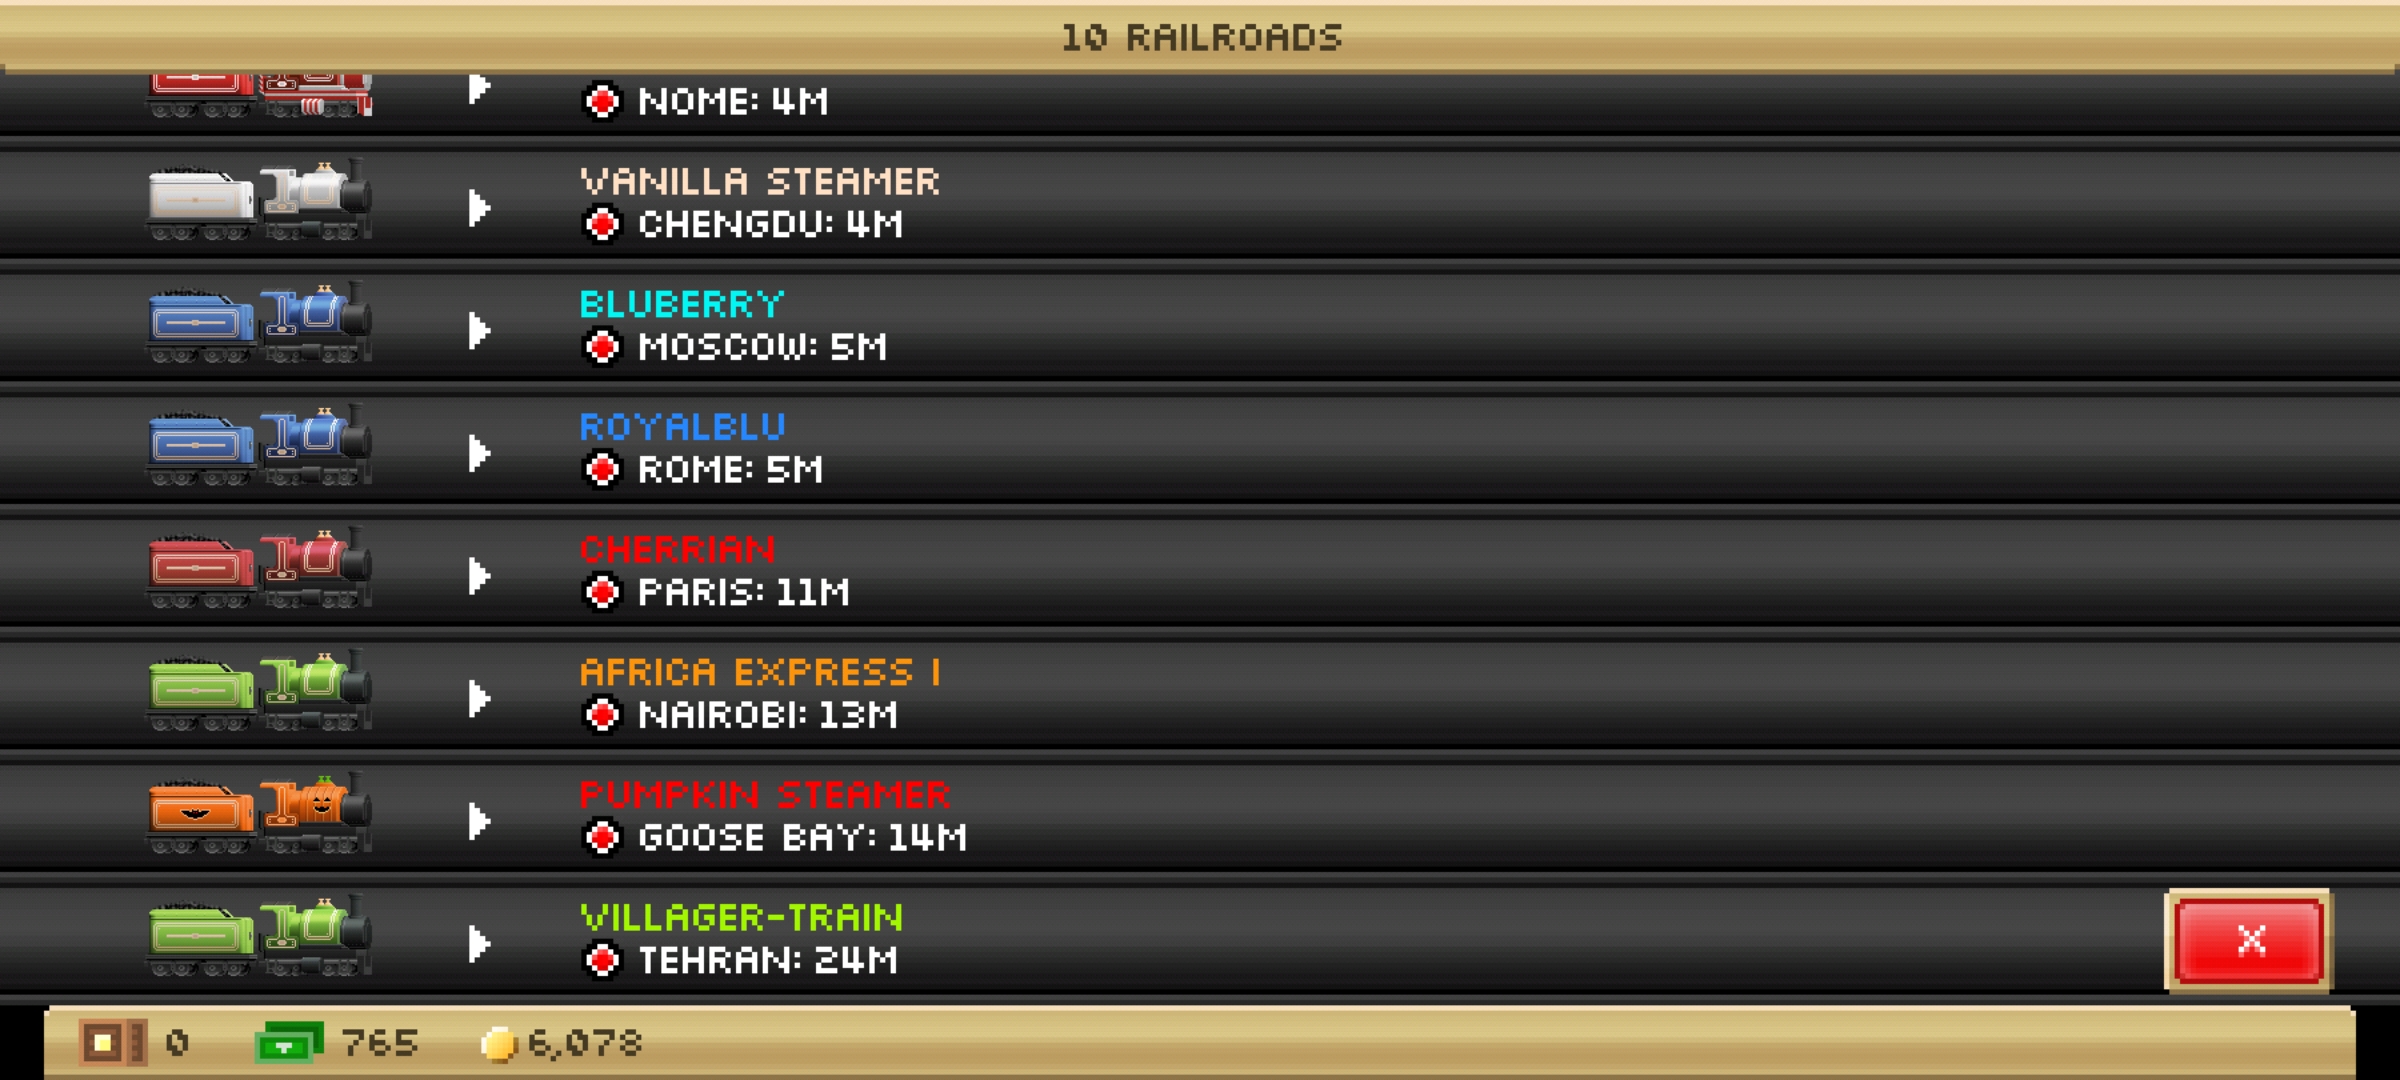 10 RAILROADS
NOME: 4M
VANILLA STEAMER
CHENGDU: 4M
BLUBERRY
MOSCOW: 5M
ROYALBLU
ROME: 5M
CHERRIAN
PARIS: 11M
AFRICA EXPRESS I
NAIROBI: 13M
PUMPKIN STEAMER
GOOSE BAY: 14M
VILLAGER-TRAIN
TEHRAN: 24M
X
0 765 6,078